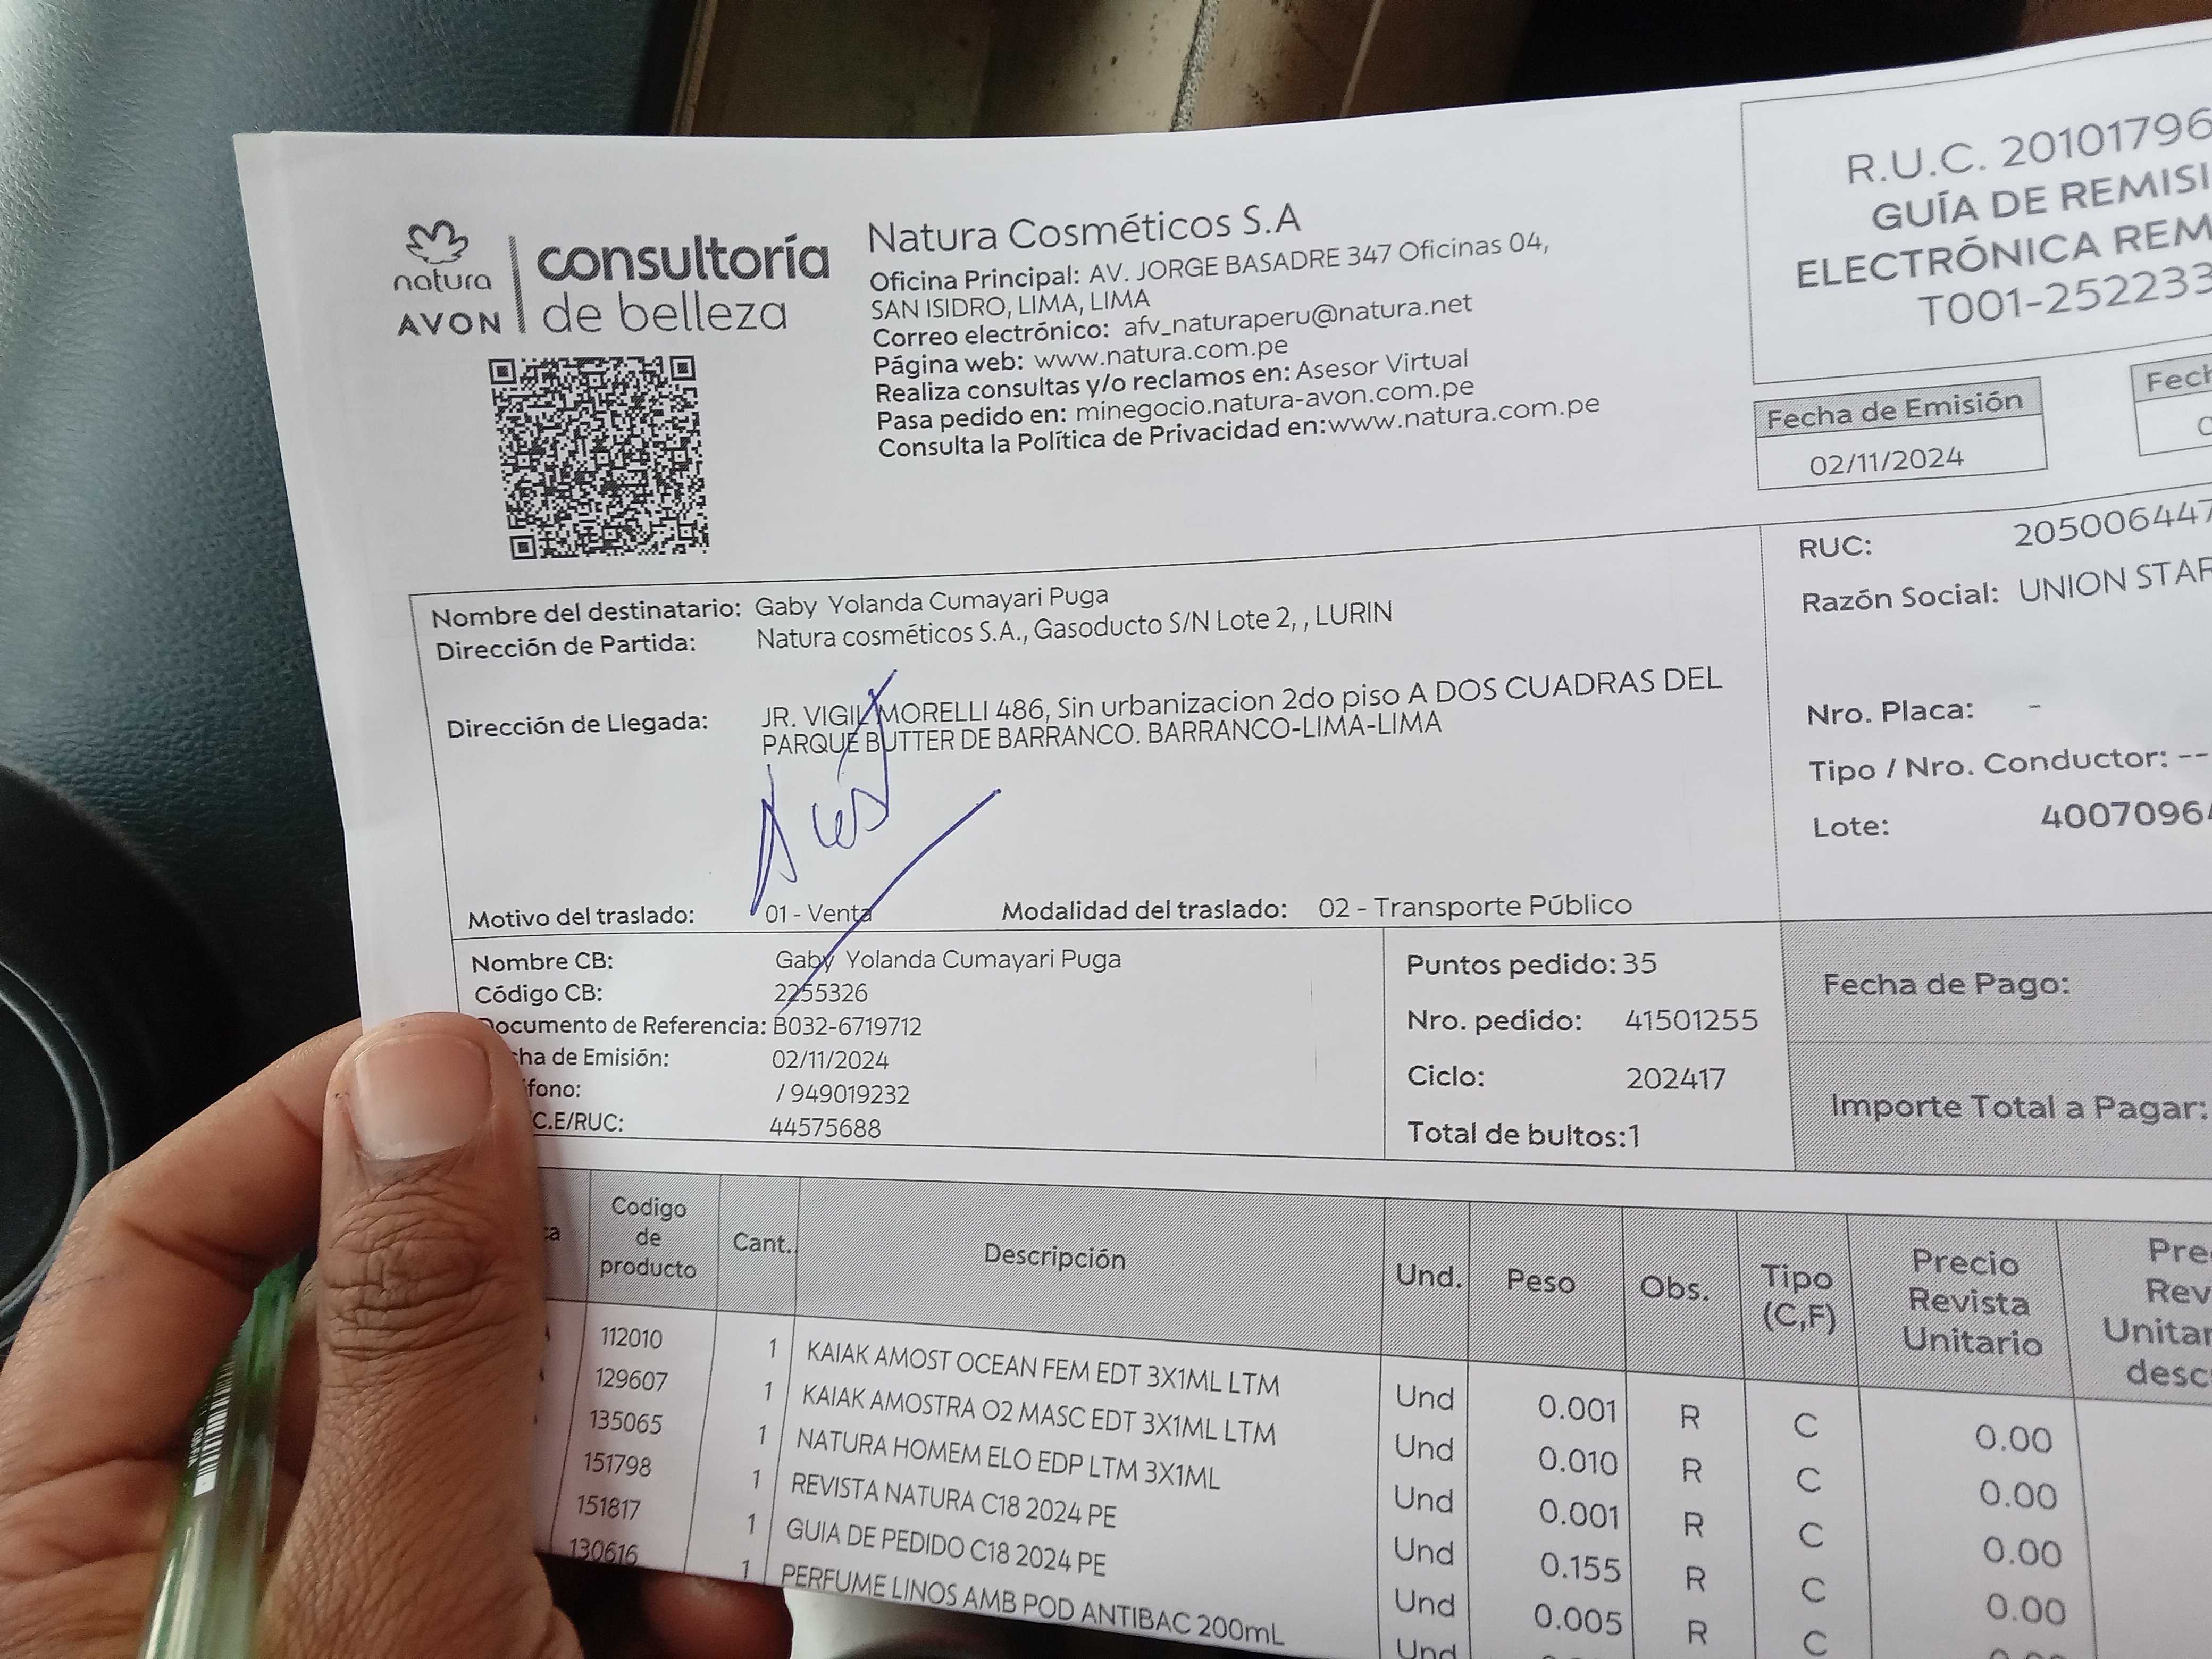 natura
AVON
consultoría
de belleza
Natura Cosméticos S.A
Oficina Principal: AV. JORGE BASADRE 347 Oficinas 04,
SAN ISIDRO, LIMA, LIMA
Correo electrónico: afv_naturaperu@natura.net
Página web: www.natura.com.pe
Realiza consultas y/o reclamos en: Asesor Virtual
Pasa pedido en: minegocio.natura-avon.com.pe
Consulta la Política de Privacidad en:www.natura.com.pe
R.U.C. 20101796
GUÍA DE REMISI
ELECTRÓNICA REM
T001-252233
Fecha de Emisión
02/11/2024
Fech
Nombre del destinatario: Gaby Yolanda Cumayari Puga
Dirección de Partida: Natura cosméticos S.A., Gasoducto S/N Lote 2, , LURIN
Dirección de Llegada: JR. VIGIL MORELLI 486, Sin urbanizacion 2do piso A DOS CUADRAS DEL
PARQUE BUTTER DE BARRANCO. BARRANCO-LIMA-LIMA
Motivo del traslado: 01 - Venta Modalidad del traslado: 02 - Transporte Público
RUC: 205006447
Razón Social: UNION STAR
Nro. Placa: -
Tipo / Nro. Conductor: --
Lote: 4007096
Nombre CB: Gaby Yolanda Cumayari Puga
Código CB: 2255326
Documento de Referencia: B032-6719712
ha de Emisión: 02/11/2024
fono: / 949019232
C.E/RUC: 44575688
Puntos pedido: 35
Nro. pedido: 41501255
Ciclo: 202417
Total de bultos:1
Fecha de Pago:
Importe Total a Pagar:
Codigo de producto Cant. Descripción Und. Peso Obs. Tipo (C,F) Precio Revista Unitario Pre Rev Unitar desc
112010 1 KAIAK AMOST OCEAN FEM EDT 3X1ML LTM Und 0.001 R C 0.00
129607 1 KAIAK AMOSTRA O2 MASC EDT 3X1ML LTM Und 0.010 R C 0.00
135065 1 NATURA HOMEM ELO EDP LTM 3X1ML Und 0.001 R C 0.00
151798 1 REVISTA NATURA C18 2024 PE Und 0.155 R C 0.00
151817 1 GUIA DE PEDIDO C18 2024 PE Und 0.005 R C
130616 1 PERFUME LINOS AMB POD ANTIBAC 200mL Und